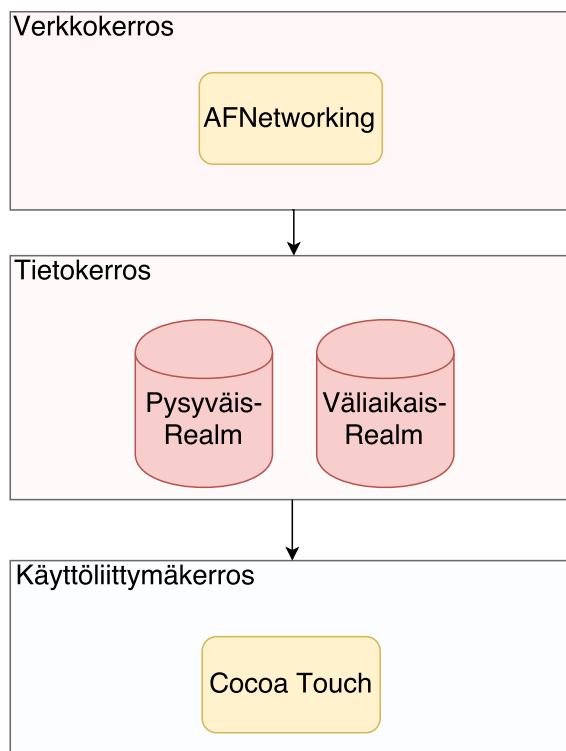 Verkkokerros
AFNetworking
Tietokerros
Pysyväis-
Realm
Väliaikais-
Realm
Käyttöliittymäkerros
Cocoa Touch